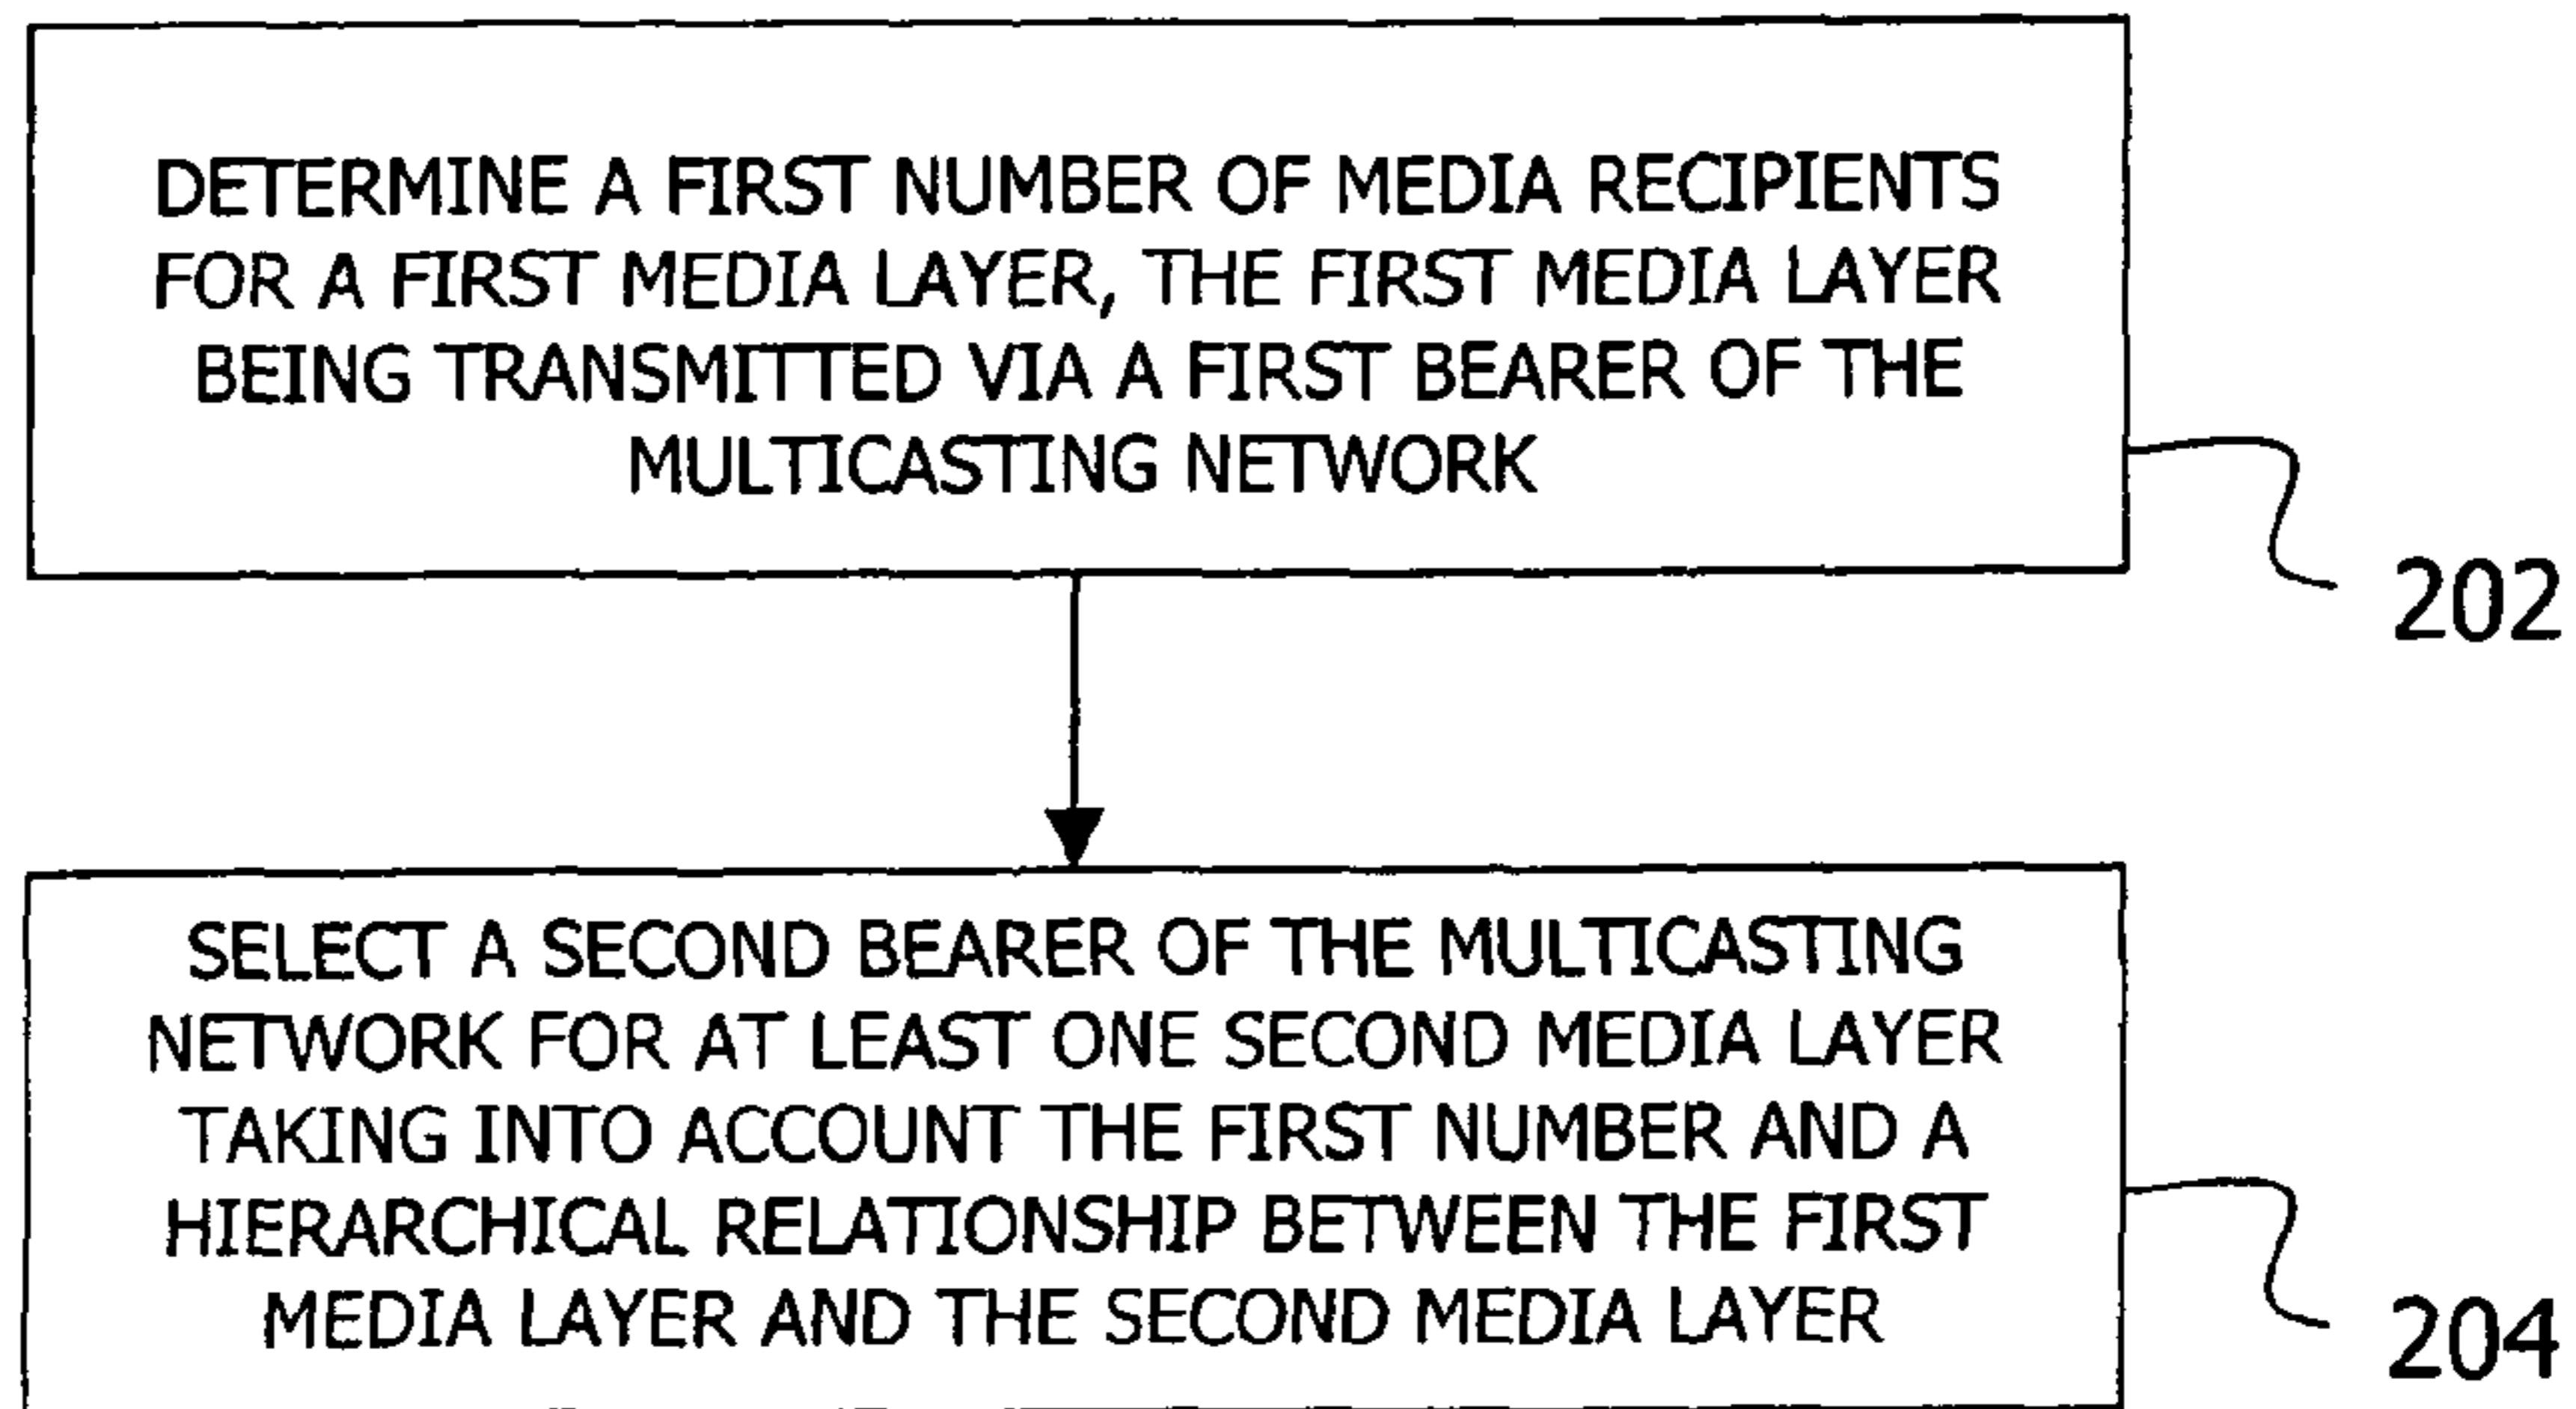 DETERMINE A FIRST NUMBER OF MEDIA RECIPIENTS
FOR A FIRST MEDIA LAYER, THE FIRST MEDIA LAYER
BEING TRANSMITTED VIA A FIRST BEARER OF THE
MULTICASTING NETWORK
202
SELECT A SECOND BEARER OF THE MULTICASTING
NETWORK FOR AT LEAST ONE SECOND MEDIA LAYER
TAKING INTO ACCOUNT THE FIRST NUMBER AND A
HIERARCHICAL RELATIONSHIP BETWEEN THE FIRST
MEDIA LAYER AND THE SECOND MEDIA LAYER
204